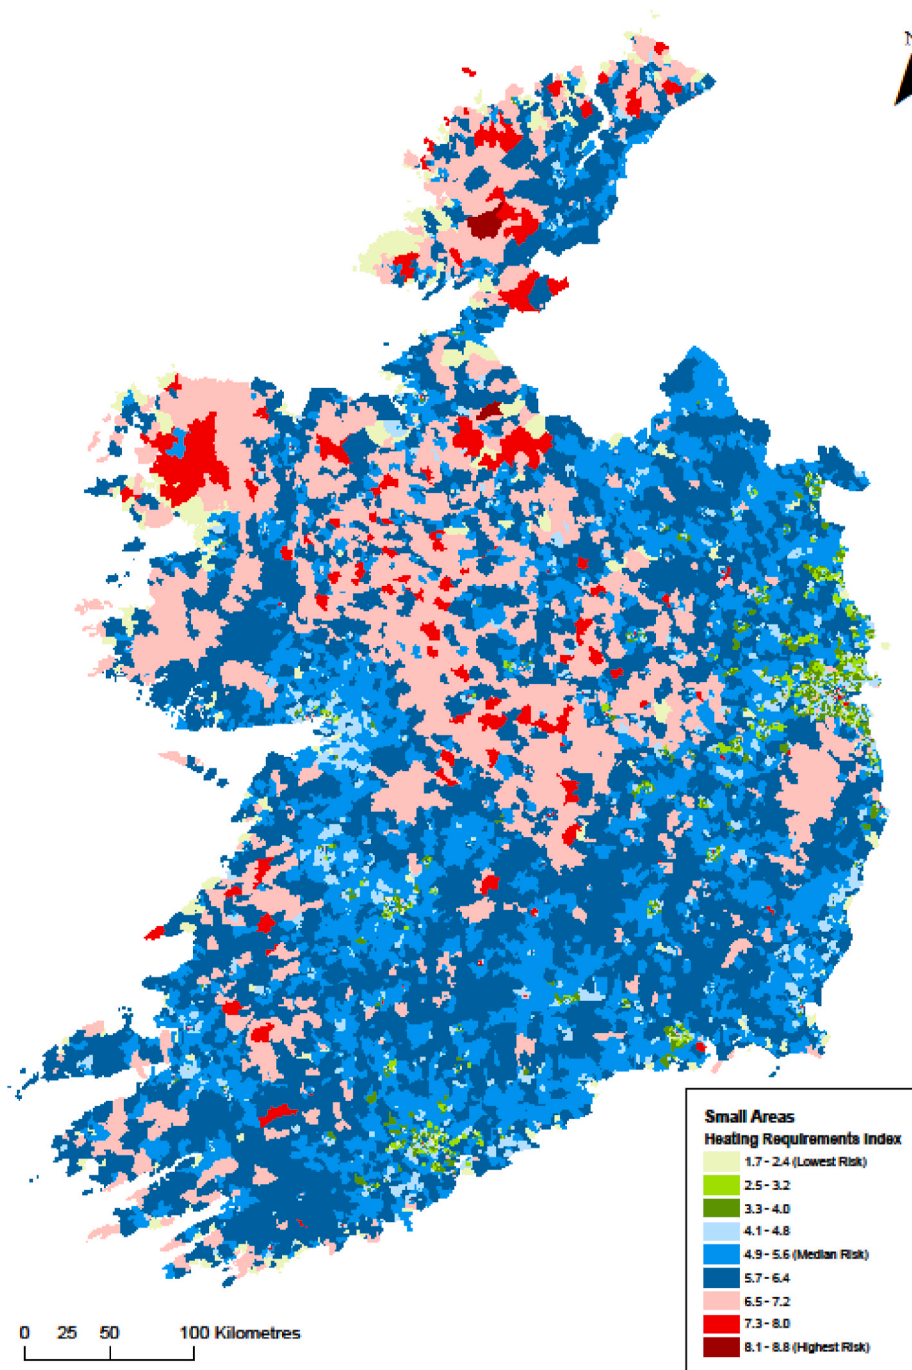 N
Small Areas
Heating Requirements Index
1.7 - 2.4 (Lowest Risk)
2.5 - 3.2
3.3 - 4.0
4.1 - 4.8
4.9 - 5.6 (Median Risk)
5.7 - 6.4
6.5 - 7.2
7.3 - 8.0
8.1 - 8.8 (Highest Risk)
0 25 50 100 Kilometres